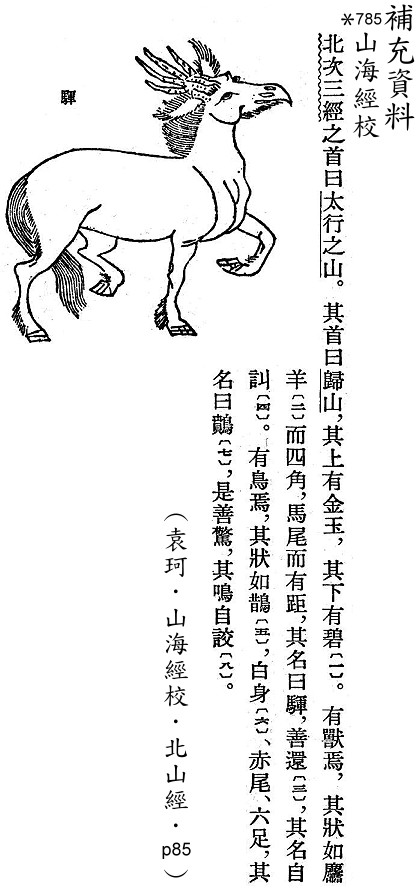 補充資料
*785
山海經校
北次三經之首曰太行之山。其首曰歸山,其上有金玉,其下有碧〔一〕。有獸焉,其狀如麢
羊〔二〕而四角,馬尾而有距,其名曰䮝,善還〔三〕,其名自
訆〔四〕。有鳥焉,其狀如鵲〔五〕,白身〔六〕、赤尾、六足,其
名曰䴅〔七〕,是善驚,其鳴自詨〔八〕。
(袁珂·山海經校·北山經·p85)
䮝